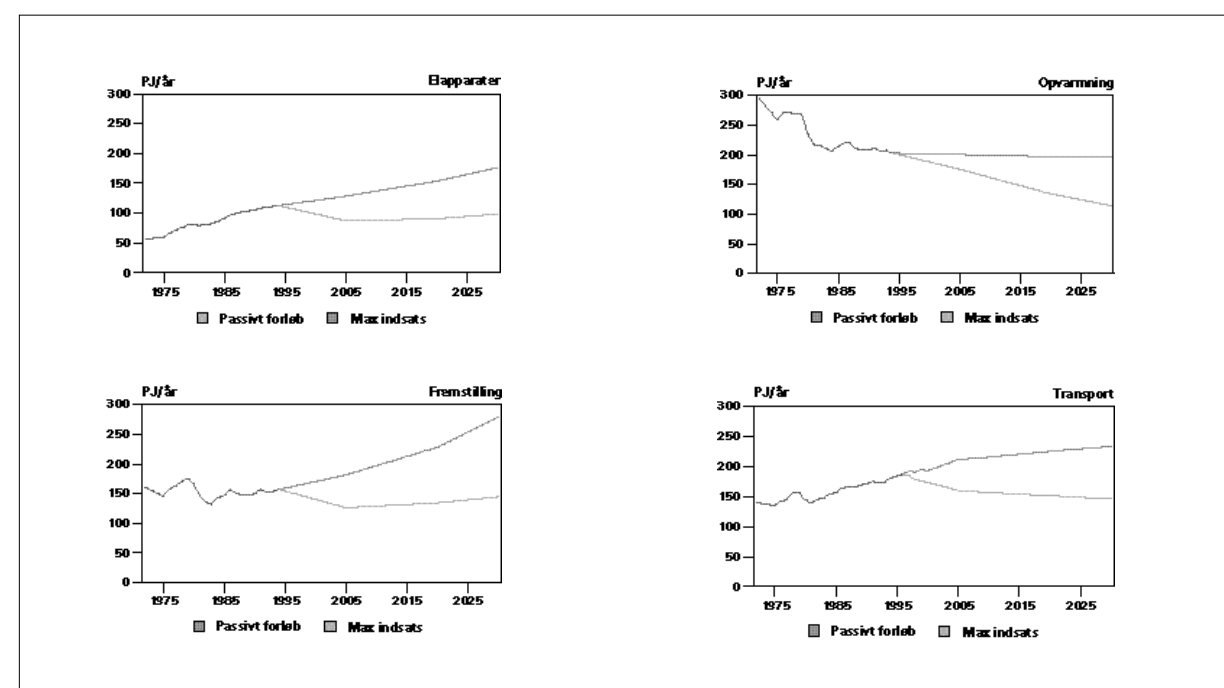 PJ/år Elapparater
300
250
200
150
100
50
0
1975 1985 1995 2005 2015 2025
Passivt forløb Max indsats
PJ/år Opvarmning
300
250
200
150
100
50
0
1975 1985 1995 2005 2015 2025
Passivt forløb Max indsats
PJ/år Fremstilling
300
250
200
150
100
50
0
1975 1985 1995 2005 2015 2025
Passivt forløb Max indsats
PJ/år Transport
300
250
200
150
100
50
0
1975 1985 1995 2005 2015 2025
Passivt forløb Max indsats